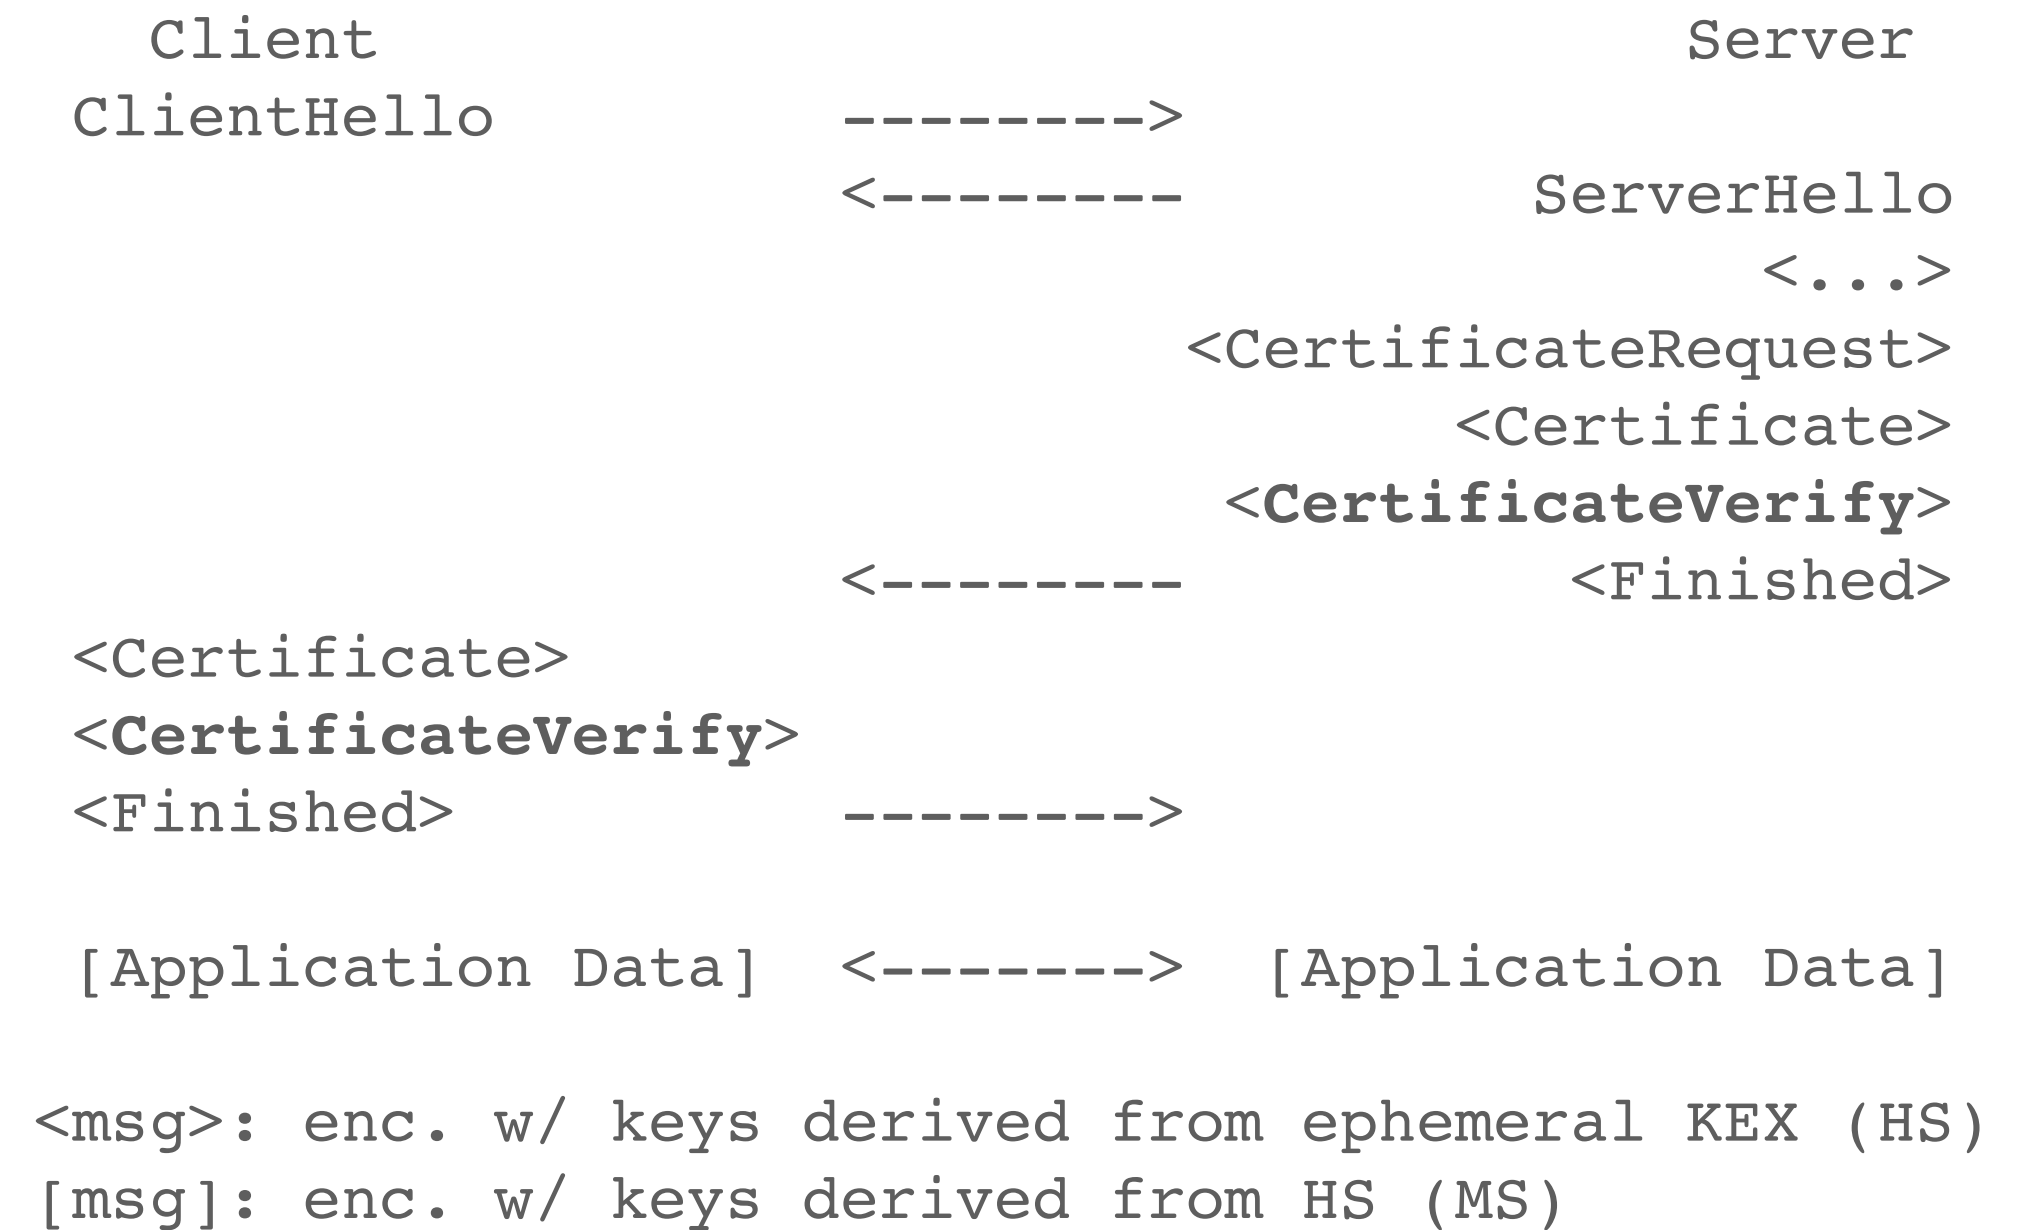 Client Server
ClientHello -------->
<-------- ServerHello
<...>
<CertificateRequest>
<Certificate>
<CertificateVerify>
<-------- <Finished>
<Certificate>
<CertificateVerify>
<Finished> -------->
[Application Data] <-------> [Application Data]
<msg>: enc. w/ keys derived from ephemeral KEX (HS)
[msg]: enc. w/ keys derived from HS (MS)